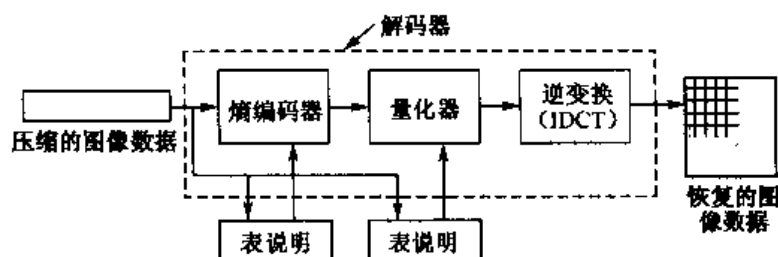 解码器
熵编码器
量化器
逆变换
(IDCT)
压缩的图像数据
恢复的图
像数据
表说明
表说明